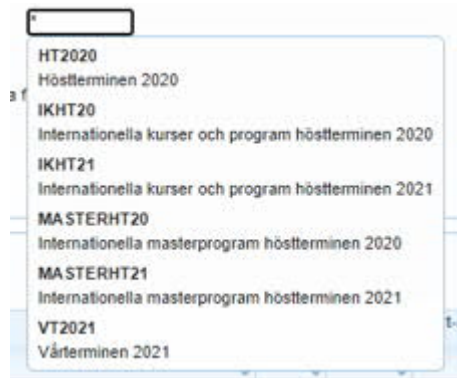 *
HT2020
Höstterminen 2020
IKHT20
Internationella kurser och program höstterminen 2020
IKHT21
Internationella kurser och program höstterminen 2021
MASTERHT20
Internationella masterprogram höstterminen 2020
MASTERHT21
Internationella masterprogram höstterminen 2021
VT2021
Vårterminen 2021